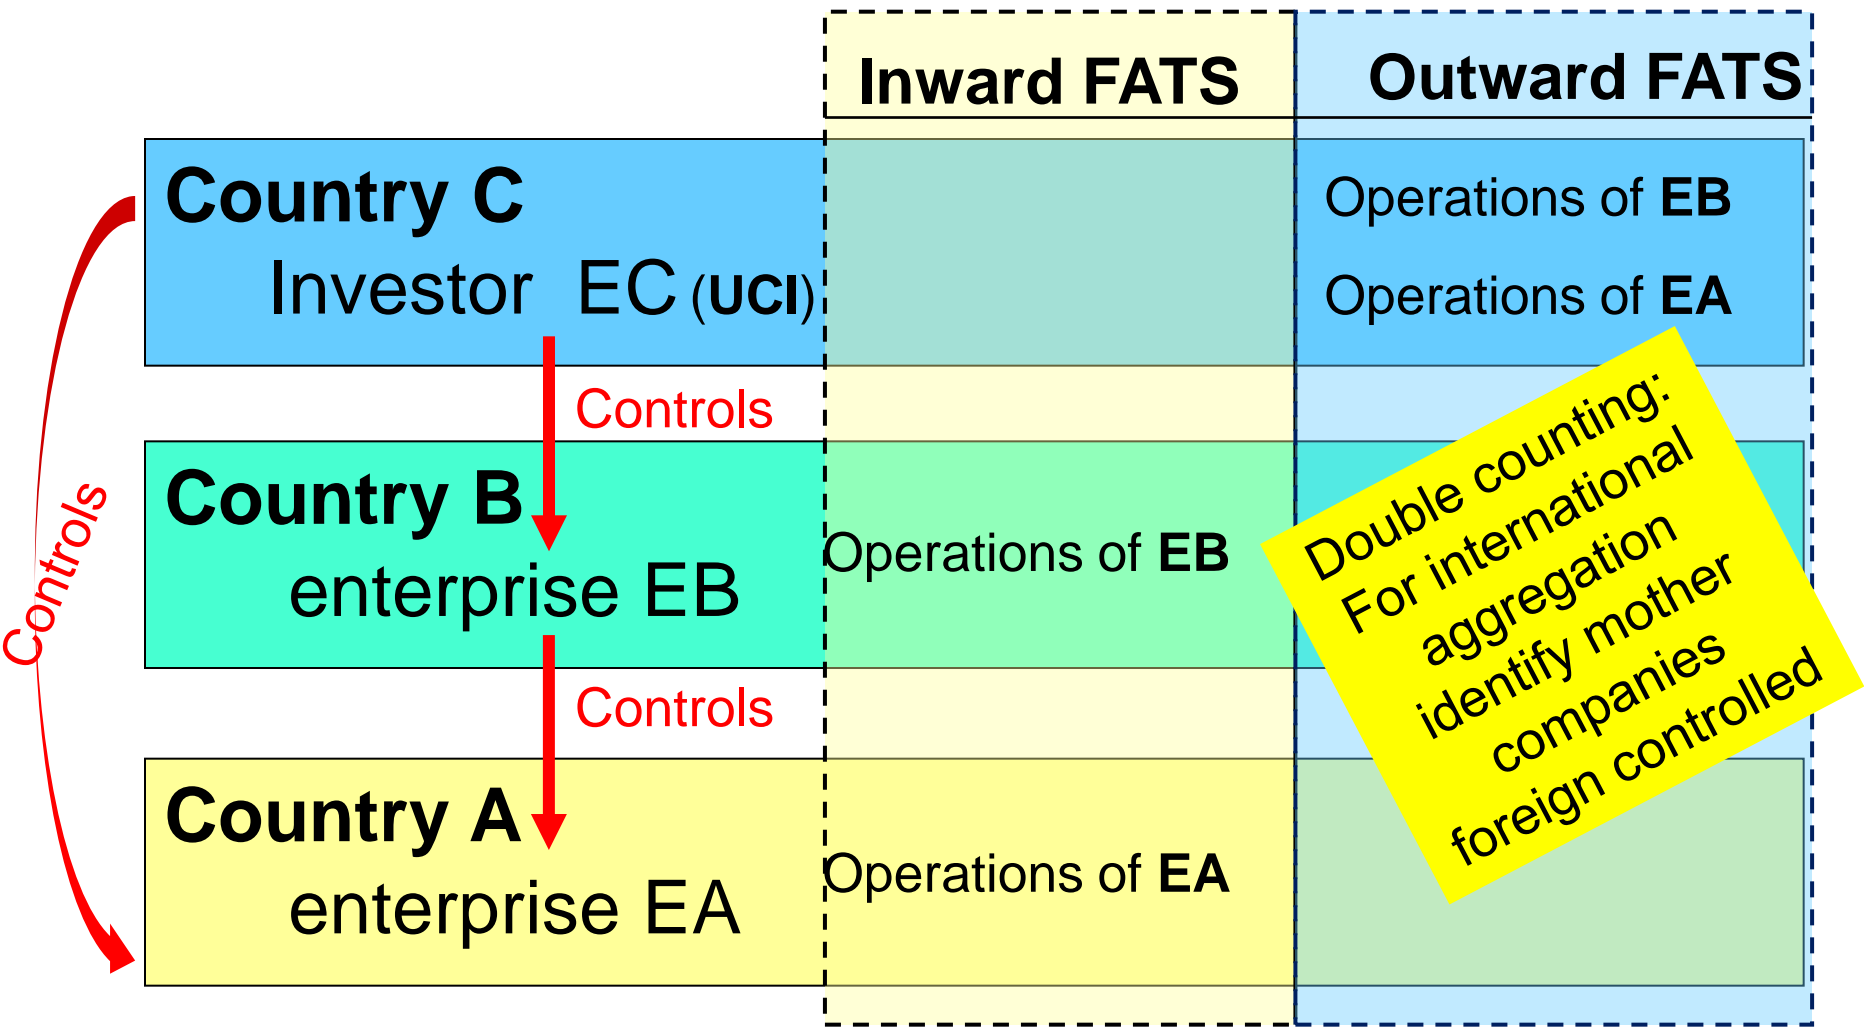 Inward FATS
Outward FATS
Country C
Investor EC (UCI)
Operations of EB
Operations of EA
Controls
Controls
Country B
enterprise EB
Operations of EB
Double counting:
For international
aggregation
identify mother
companies
foreign controlled
Controls
Country A
enterprise EA
Operations of EA